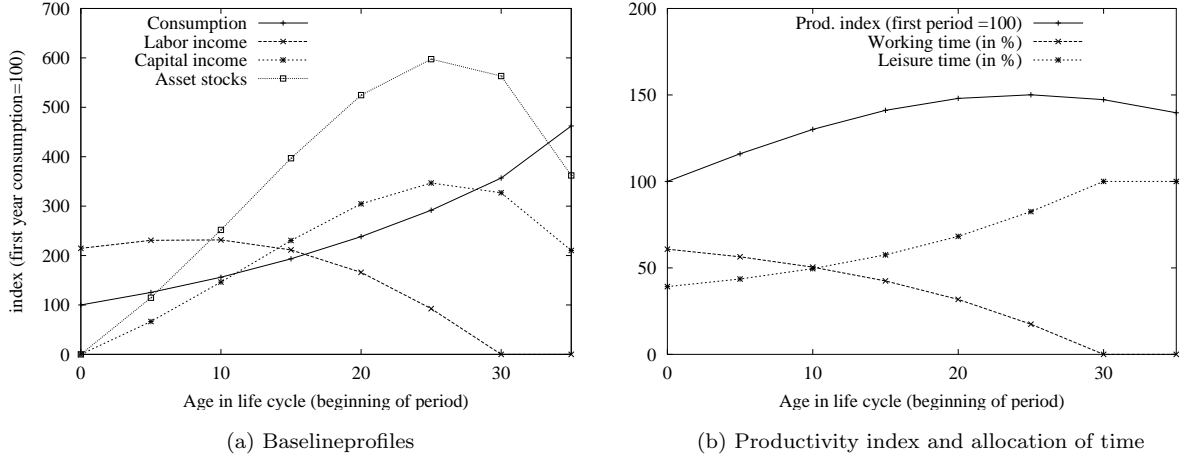 700
600
500
400
300
200
100
0
index (first year consumption=100)
Consumption
Labor income
Capital income
Asset stocks
0 10 20 30
Age in life cycle (beginning of period)
(a) Baselineprofiles
200
150
100
50
0
Prod. index (first period =100)
Working time (in %)
Leisure time (in %)
0 10 20 30
Age in life cycle (beginning of period)
(b) Productivity index and allocation of time